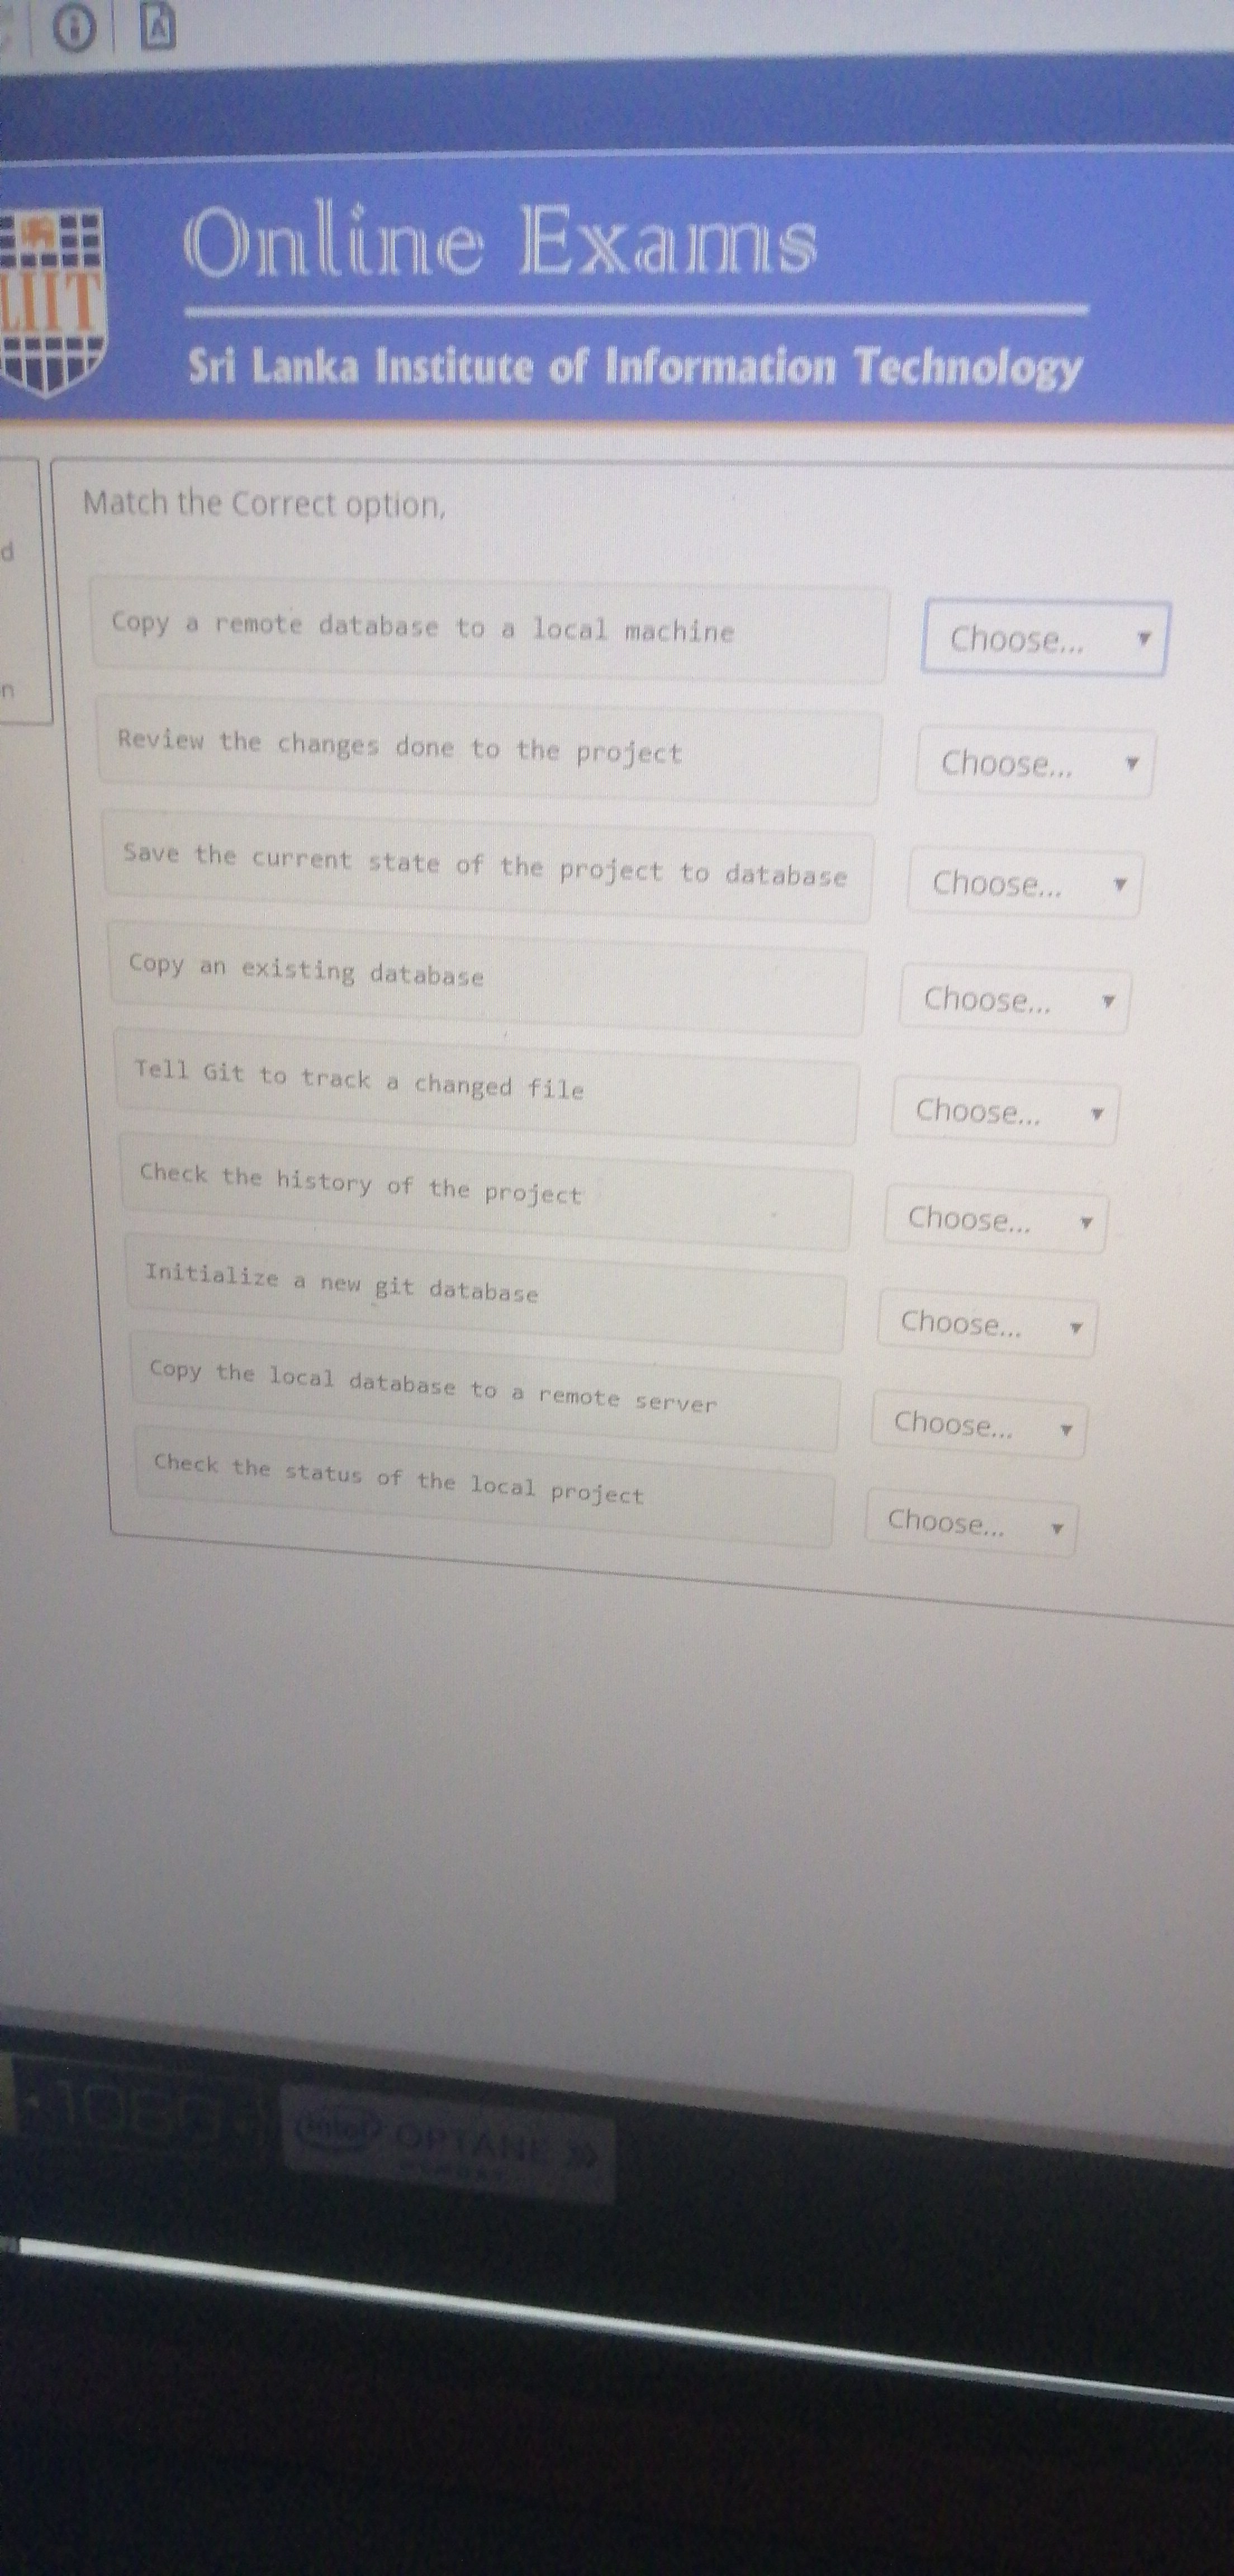 Online Exams
LIIT
Sri Lanka Institute of Information Technology
Match the Correct option,
d
n
Copy a remote database to a local machine
Choose...
Review the changes done to the project
Choose...
Save the current state of the project to database
Choose...
Copy an existing database
Choose...
Tell Git to track a changed file
Choose...
Check the history of the project
Choose...
Initialize a new git database
Choose...
Copy the local database to a remote server
Choose...
Check the status of the local project
Choose...
intel OPTANE